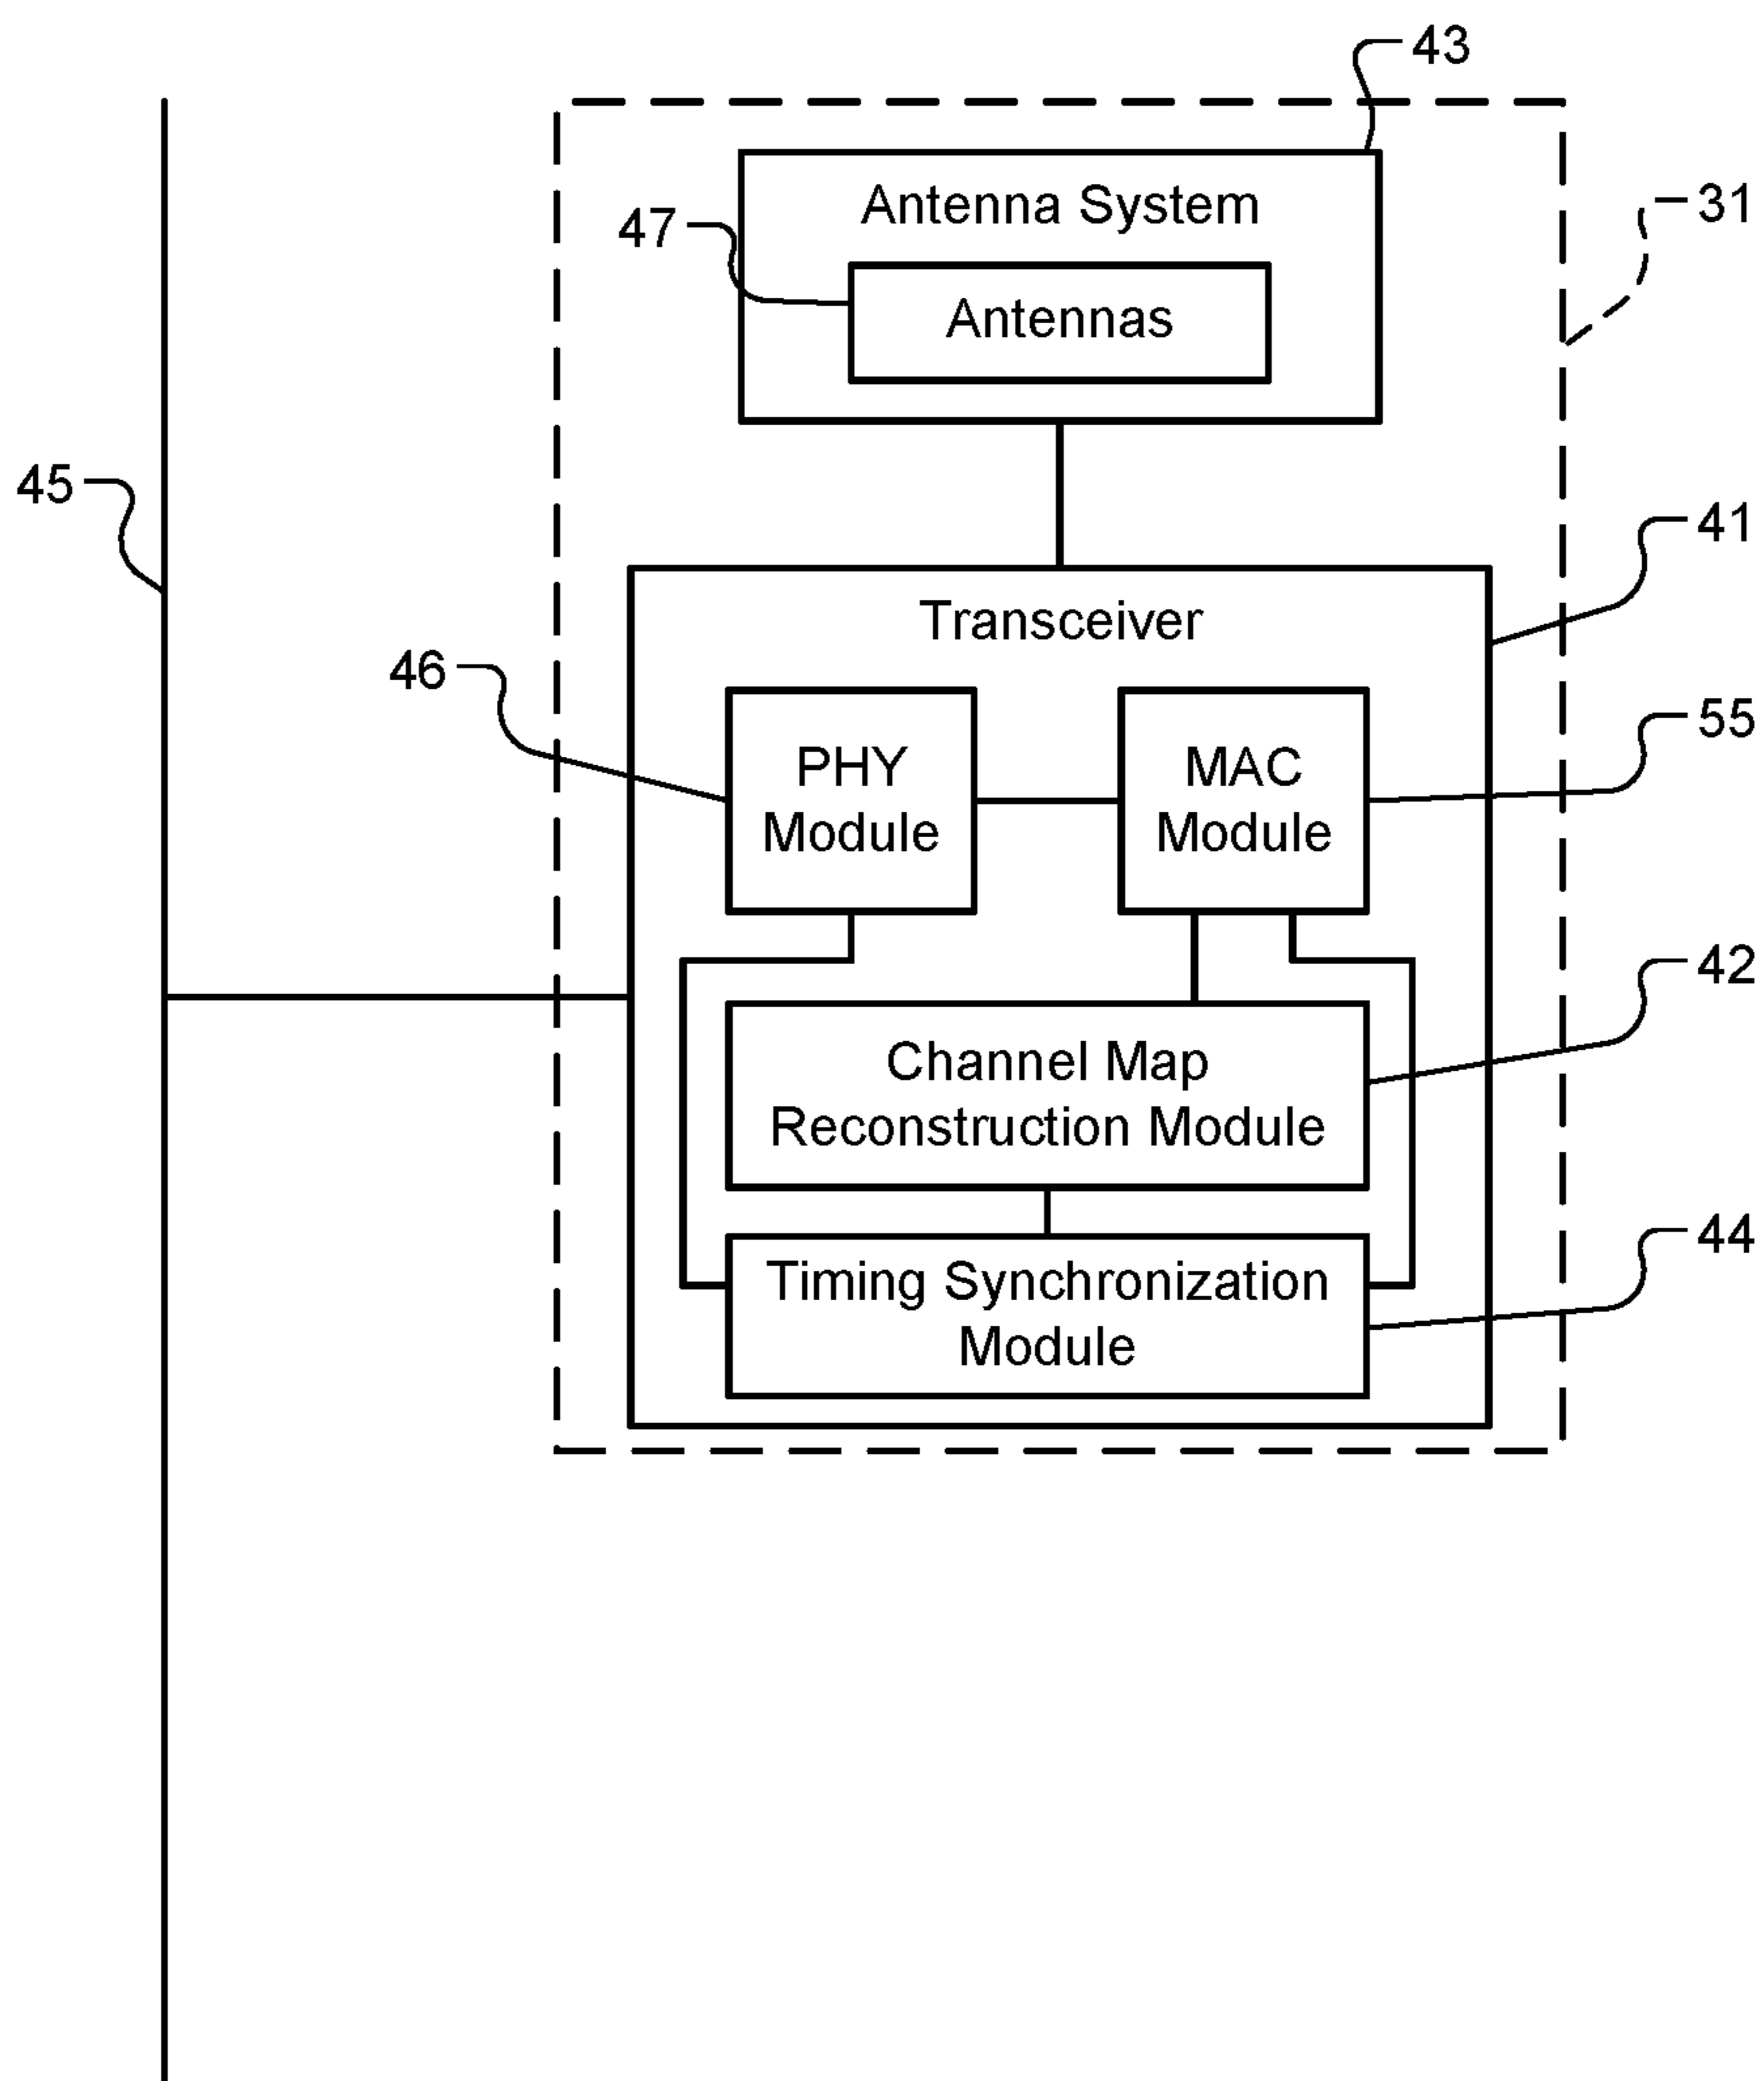 43
Antenna System
47
31
Antennas
45
41
Transceiver
46
55
PHY
Module
MAC
Module
42
Channel Map
Reconstruction Module
44
Timing Synchronization
Module